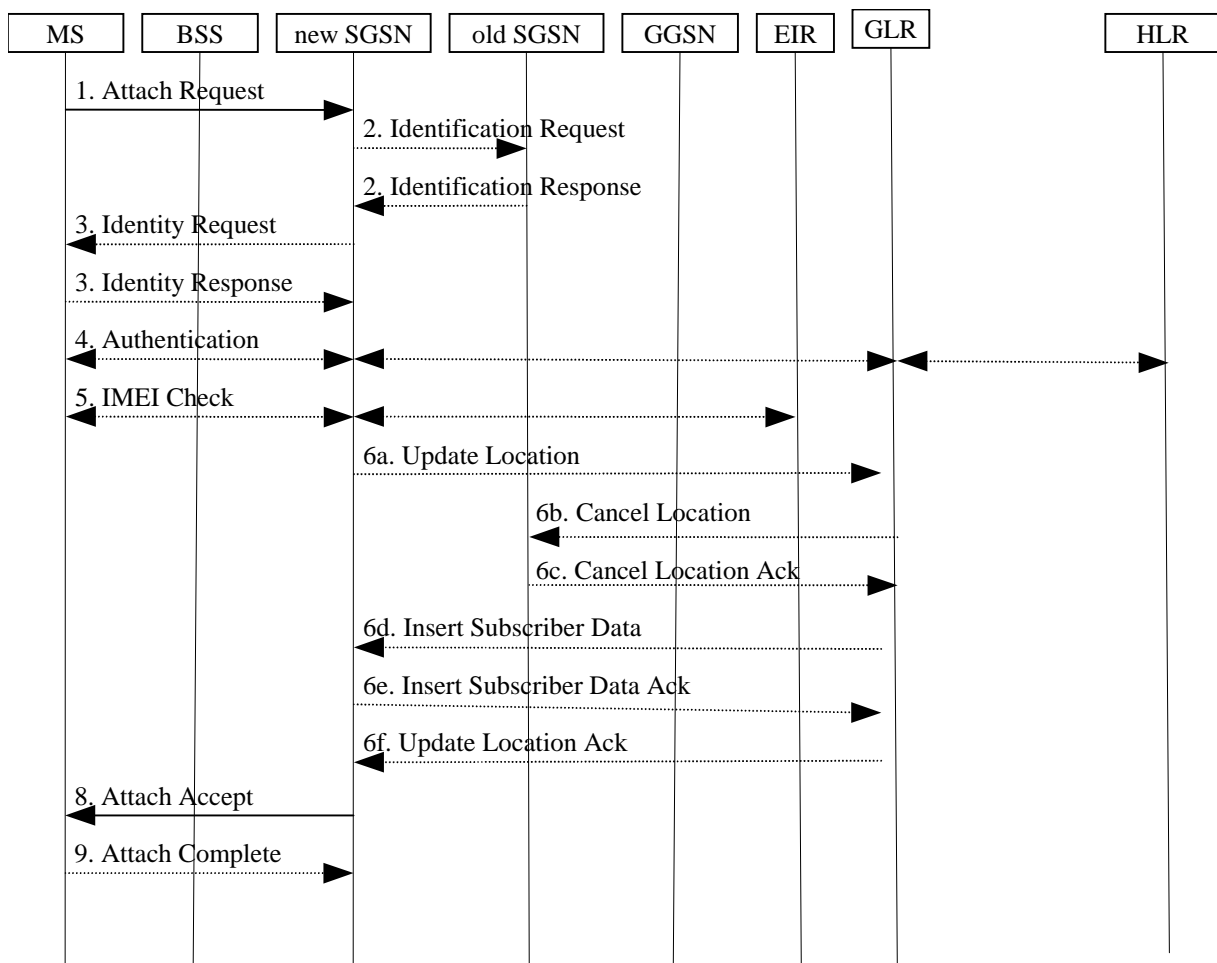 MS BSS new SGSN old SGSN GGSN EIR GLR HLR
1. Attach Request
2. Identification Request
2. Identification Response
3. Identity Request
3. Identity Response
4. Authentication
5. IMEI Check
6a. Update Location
6b. Cancel Location
6c. Cancel Location Ack
6d. Insert Subscriber Data
6e. Insert Subscriber Data Ack
6f. Update Location Ack
8. Attach Accept
9. Attach Complete